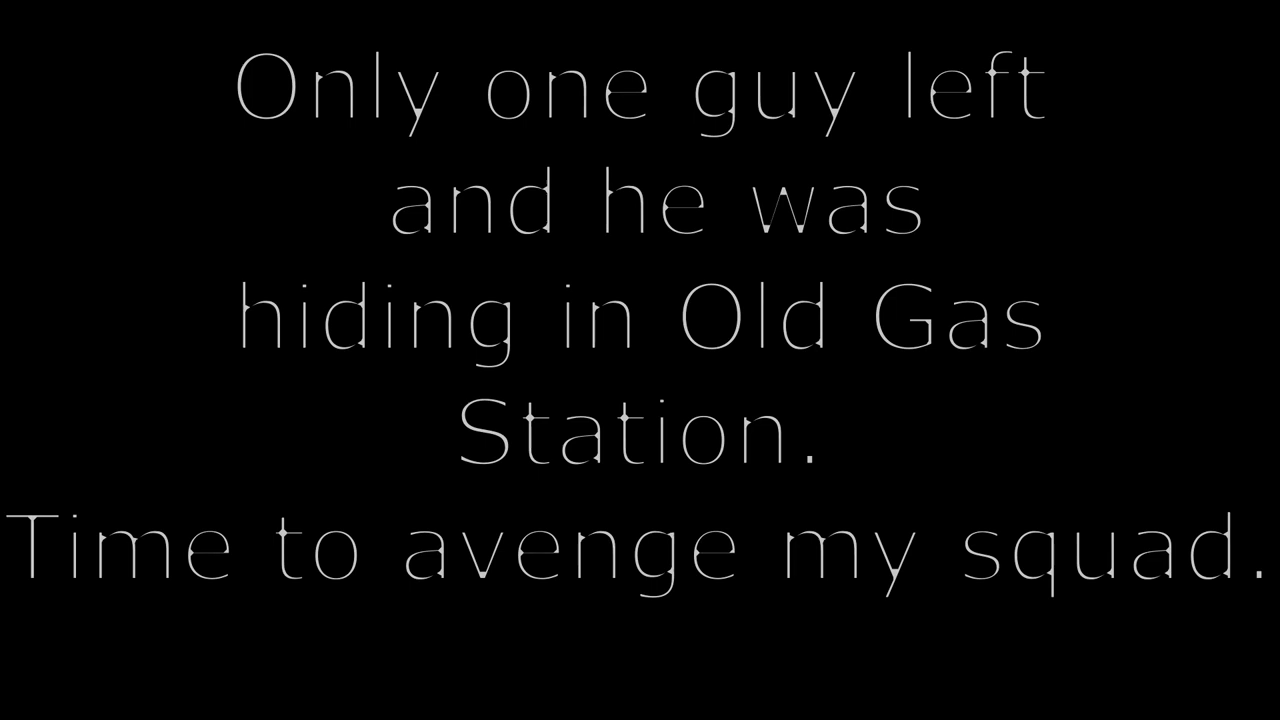 Only one guy left
and he was
hiding in Old Gas
Station.
Time to avenge my squad.